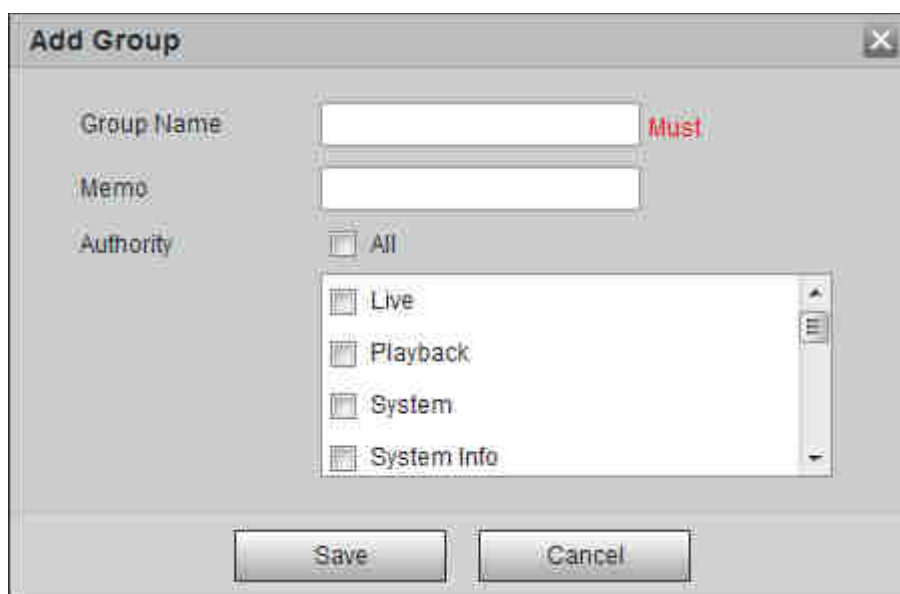 Add Group
Group Name
Must
Memo
Authority
All
Live
Playback
System
System Info
Save
Cancel